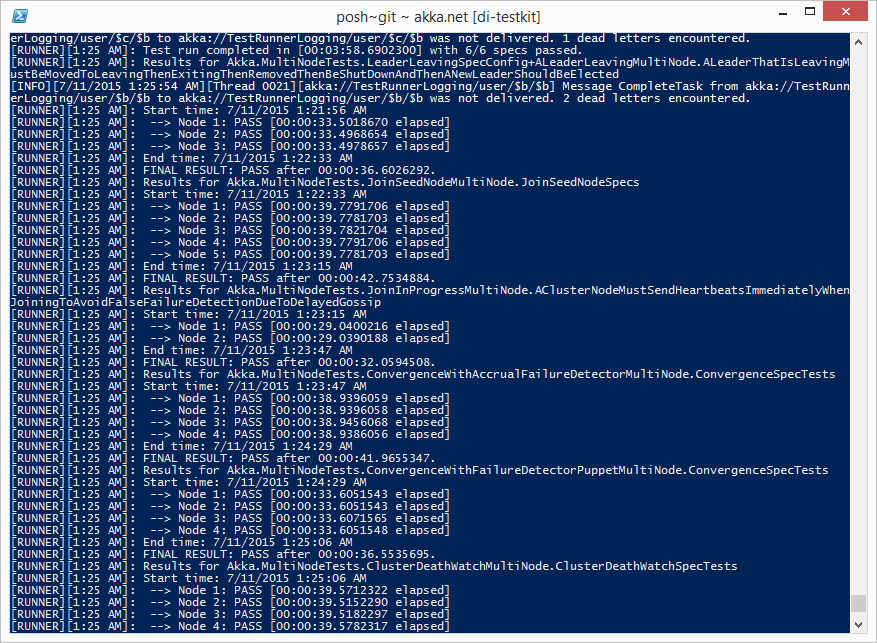 posh~git ~ akka.net [di-testkit]
erLogging/user/$c/$b to akka://TestRunnerLogging/user/$c/$b was not delivered. 1 dead letters encountered.
[RUNNER][1:25 AM]: Test run completed in [00:03:58.6902300] with 6/6 specs passed.
[RUNNER][1:25 AM]: Results for Akka.MultiNodeTests.LeaderLeavingSpecConfig+ALeaderLeavingMultiNode.ALeaderThatIsLeavingM
ustBeMovedToLeavingThenExitingThenRemovedThenBeShutDownAndThenANewLeaderShouldBeElected
[INFO][7/11/2015 1:25:54 AM][Thread 0021][akka://TestRunnerLogging/user/$b/$b] Message CompleteTask from akka://TestRunn
erLogging/user/$b/$b to akka://TestRunnerLogging/user/$b/$b was not delivered. 2 dead letters encountered.
[RUNNER][1:25 AM]: Start time: 7/11/2015 1:21:56 AM
[RUNNER][1:25 AM]:  --> Node 1: PASS [00:00:33.5018670 elapsed]
[RUNNER][1:25 AM]:  --> Node 2: PASS [00:00:33.4968654 elapsed]
[RUNNER][1:25 AM]:  --> Node 3: PASS [00:00:33.4978657 elapsed]
[RUNNER][1:25 AM]: End time: 7/11/2015 1:22:33 AM
[RUNNER][1:25 AM]: FINAL RESULT: PASS after 00:00:36.6026292.
[RUNNER][1:25 AM]: Results for Akka.MultiNodeTests.JoinSeedNodeMultiNode.JoinSeedNodeSpecs
[RUNNER][1:25 AM]: Start time: 7/11/2015 1:22:33 AM
[RUNNER][1:25 AM]:  --> Node 1: PASS [00:00:39.7791706 elapsed]
[RUNNER][1:25 AM]:  --> Node 2: PASS [00:00:39.7781703 elapsed]
[RUNNER][1:25 AM]:  --> Node 3: PASS [00:00:39.7821704 elapsed]
[RUNNER][1:25 AM]:  --> Node 4: PASS [00:00:39.7791706 elapsed]
[RUNNER][1:25 AM]:  --> Node 5: PASS [00:00:39.7781703 elapsed]
[RUNNER][1:25 AM]: End time: 7/11/2015 1:23:15 AM
[RUNNER][1:25 AM]: FINAL RESULT: PASS after 00:00:42.7534884.
[RUNNER][1:25 AM]: Results for Akka.MultiNodeTests.JoinInProgressMultiNode.AClusterNodeMustSendHeartbeatsImmediatelyWhen
JoiningToAvoidFalseFailureDetectionDueToDelayedGossip
[RUNNER][1:25 AM]: Start time: 7/11/2015 1:23:15 AM
[RUNNER][1:25 AM]:  --> Node 1: PASS [00:00:29.0400216 elapsed]
[RUNNER][1:25 AM]:  --> Node 2: PASS [00:00:29.0390188 elapsed]
[RUNNER][1:25 AM]: End time: 7/11/2015 1:23:47 AM
[RUNNER][1:25 AM]: FINAL RESULT: PASS after 00:00:32.0594508.
[RUNNER][1:25 AM]: Results for Akka.MultiNodeTests.ConvergenceWithAccrualFailureDetectorMultiNode.ConvergenceSpecTests
[RUNNER][1:25 AM]: Start time: 7/11/2015 1:23:47 AM
[RUNNER][1:25 AM]:  --> Node 1: PASS [00:00:38.9396059 elapsed]
[RUNNER][1:25 AM]:  --> Node 2: PASS [00:00:38.9396058 elapsed]
[RUNNER][1:25 AM]:  --> Node 3: PASS [00:00:38.9456068 elapsed]
[RUNNER][1:25 AM]:  --> Node 4: PASS [00:00:38.9386056 elapsed]
[RUNNER][1:25 AM]: End time: 7/11/2015 1:24:29 AM
[RUNNER][1:25 AM]: FINAL RESULT: PASS after 00:00:41.9655347.
[RUNNER][1:25 AM]: Results for Akka.MultiNodeTests.ConvergenceWithFailureDetectorPuppetMultiNode.ConvergenceSpecTests
[RUNNER][1:25 AM]: Start time: 7/11/2015 1:24:29 AM
[RUNNER][1:25 AM]:  --> Node 1: PASS [00:00:33.6051543 elapsed]
[RUNNER][1:25 AM]:  --> Node 2: PASS [00:00:33.6051543 elapsed]
[RUNNER][1:25 AM]:  --> Node 3: PASS [00:00:33.6071565 elapsed]
[RUNNER][1:25 AM]:  --> Node 4: PASS [00:00:33.6051548 elapsed]
[RUNNER][1:25 AM]: End time: 7/11/2015 1:25:06 AM
[RUNNER][1:25 AM]: FINAL RESULT: PASS after 00:00:36.5535695.
[RUNNER][1:25 AM]: Results for Akka.MultiNodeTests.ClusterDeathWatchMultiNode.ClusterDeathWatchSpecTests
[RUNNER][1:25 AM]: Start time: 7/11/2015 1:25:06 AM
[RUNNER][1:25 AM]:  --> Node 1: PASS [00:00:39.5712322 elapsed]
[RUNNER][1:25 AM]:  --> Node 2: PASS [00:00:39.5152290 elapsed]
[RUNNER][1:25 AM]:  --> Node 3: PASS [00:00:39.5182297 elapsed]
[RUNNER][1:25 AM]:  --> Node 4: PASS [00:00:39.5782317 elapsed]